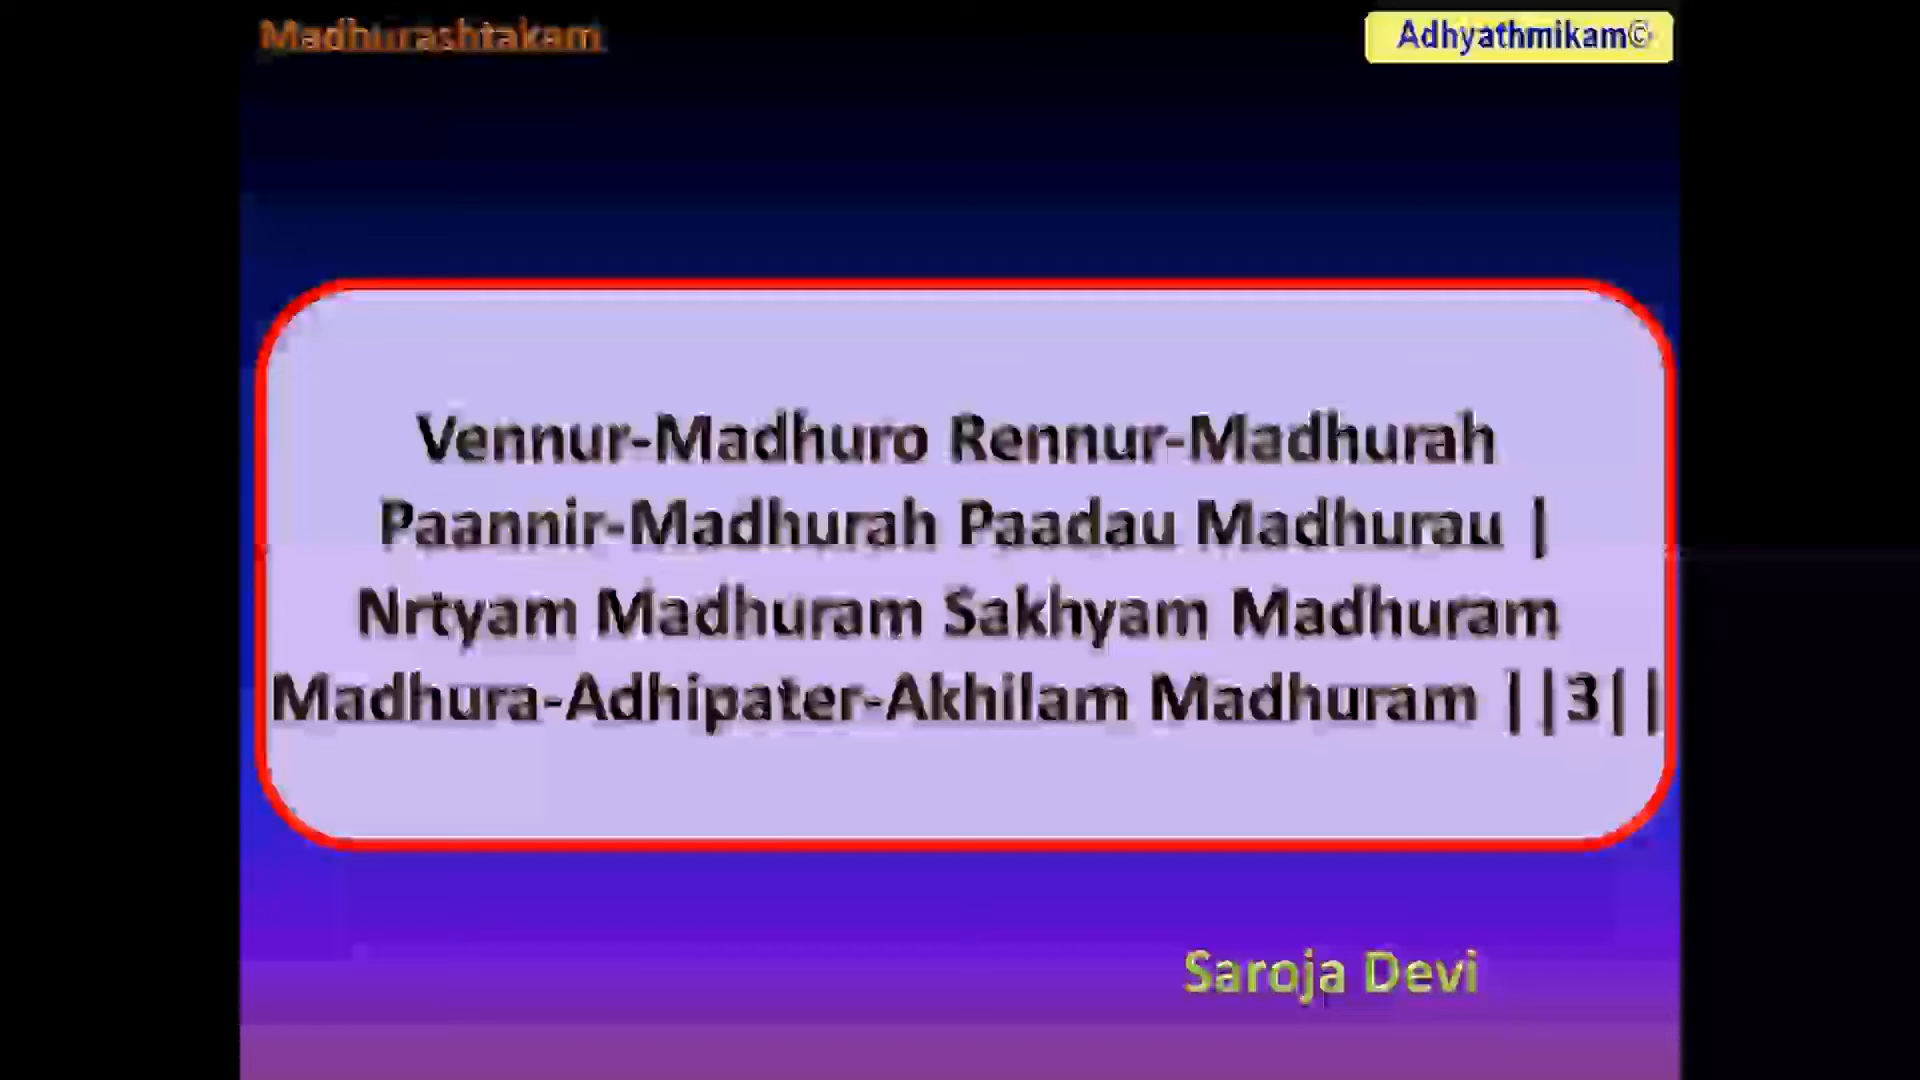 Madhurashtakam
Adhyathmikam©
Vennur-Madhuro Rennur-Madhurah
Paannir-Madhurah Paadau Madhurau |
Nrtyam Madhuram Sakhyam Madhuram
Madhura-Adhipater-Akhilam Madhuram ||3||
Saroja Devi